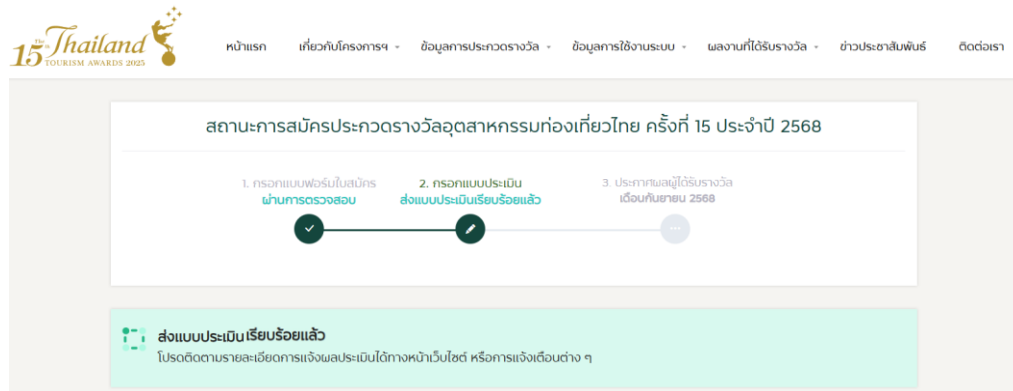 The
15th Thailand
TOURISM AWARDS 2025
หน้าแรก เกี่ยวกับโครงการฯ ข้อมูลการประกวดรางวัล ข้อมูลการใช้งานระบบ ผลงานที่ได้รับรางวัล ข่าวประชาสัมพันธ์ ติดต่อเรา
สถานะการสมัครประกวดรางวัลอุตสาหกรรมท่องเที่ยวไทย ครั้งที่ 15 ประจำปี 2568
1. กรอกแบบฟอร์มใบสมัคร
ผ่านการตรวจสอบ
2. กรอกแบบประเมิน
ส่งแบบประเมินเรียบร้อยแล้ว
3. ประกาศผลผู้ได้รับรางวัล
เดือนกันยายน 2568
ส่งแบบประเมินเรียบร้อยแล้ว
โปรดติดตามรายละเอียดการแจ้งผลประเมินได้ทางหน้าเว็บไซต์ หรือการแจ้งเตือนต่าง ๆ